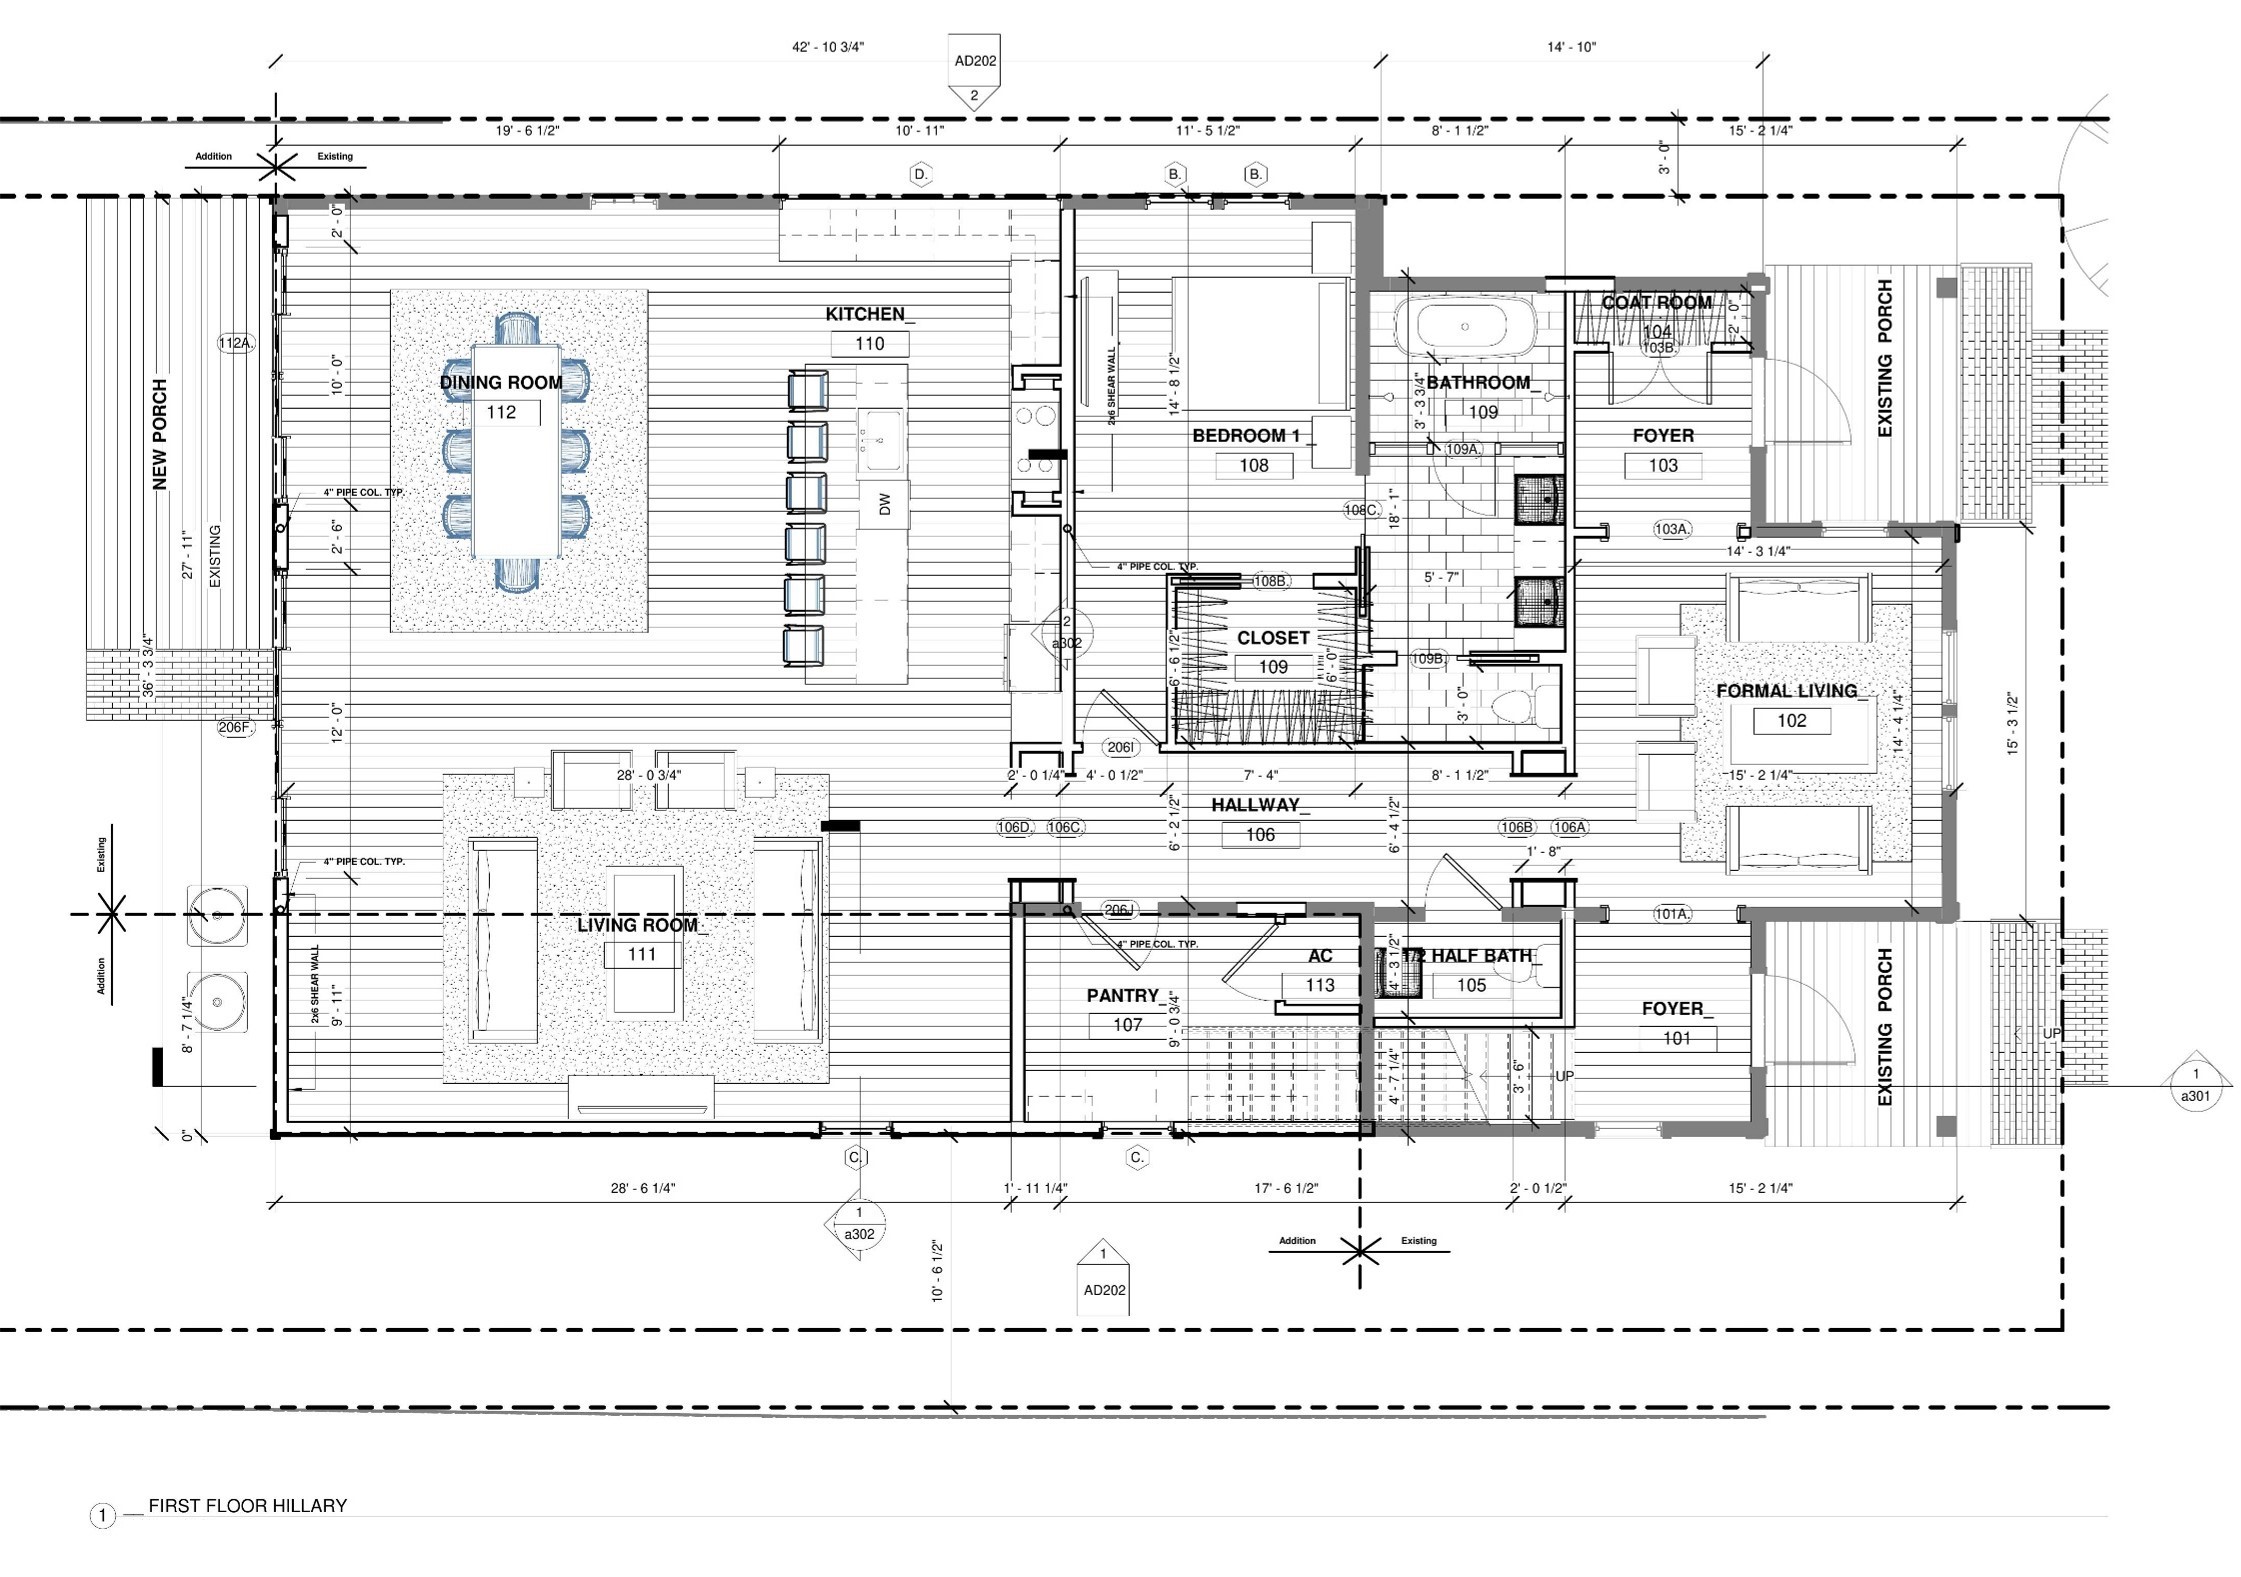 42' - 10 3/4"
14' - 10"
AD202
2
19' - 6 1/2"
10' - 11"
11' - 5 1/2"
8' - 1 1/2"
15' - 2 1/4"
3' - 0"
Addition
Existing
D.
B.
B.
2' - 0"
COAT ROOM
104
2' - 0"
103B.
EXISTING PORCH
KITCHEN_
110
112A.
10' - 0"
NEW PORCH
DINING ROOM
112
2x6 SHEAR WALL
14' - 8 1/2"
3' - 3 3/4"
BATHROOM_
109
BEDROOM 1_
108
109A.
FOYER
103
4" PIPE COL. TYP.
DW
108C.
18' - 1"
2' - 6"
27' - 11"
EXISTING
103A.
14' - 3 1/4"
4" PIPE COL. TYP.
108B.
5' - 7"
2
a302
CLOSET
109
6' - 6 1/2"
6' - 0"
109B.
3' - 0"
36' - 3 3/4"
FORMAL LIVING_
102
14' - 4 1/4"
15' - 3 1/2"
206F.
12' - 0"
206I
28' - 0 3/4"
2' - 0 1/4"
4' - 0 1/2"
7' - 4"
8' - 1 1/2"
15' - 2 1/4"
HALLWAY_
106
6' - 2 1/2"
6' - 4 1/2"
106D.
106C.
106B
106A
1' - 8"
Existing
4" PIPE COL. TYP.
206J
101A.
LIVING ROOM_
111
4" PIPE COL. TYP.
AC
113
1/2 HALF BATH_
105
4' - 3 1/2"
EXISTING PORCH
Addition
2x6 SHEAR WALL
9' - 11"
8' - 7 1/4"
PANTRY_
107
9' - 0 3/4"
FOYER_
101
UP
4' - 7 1/4"
3' - 6"
UP
1
a301
0"
C.
C.
28' - 6 1/4"
1' - 11 1/4"
17' - 6 1/2"
2' - 0 1/2"
15' - 2 1/4"
1
a302
10' - 6 1/2"
1
AD202
Addition
Existing
1
FIRST FLOOR HILLARY